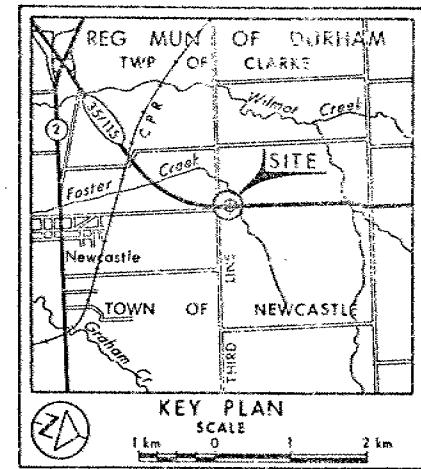 REG MUN OF DURHAM
TWP OF CLARKE
Wilmot Creek
35/115
C.P.R.
2
SITE
Foster Creek
Newcastle
LINE
TOWN OF NEWCASTLE
THIRD
Graham Cr
N
KEY PLAN
SCALE
1 km 0 1 2 km